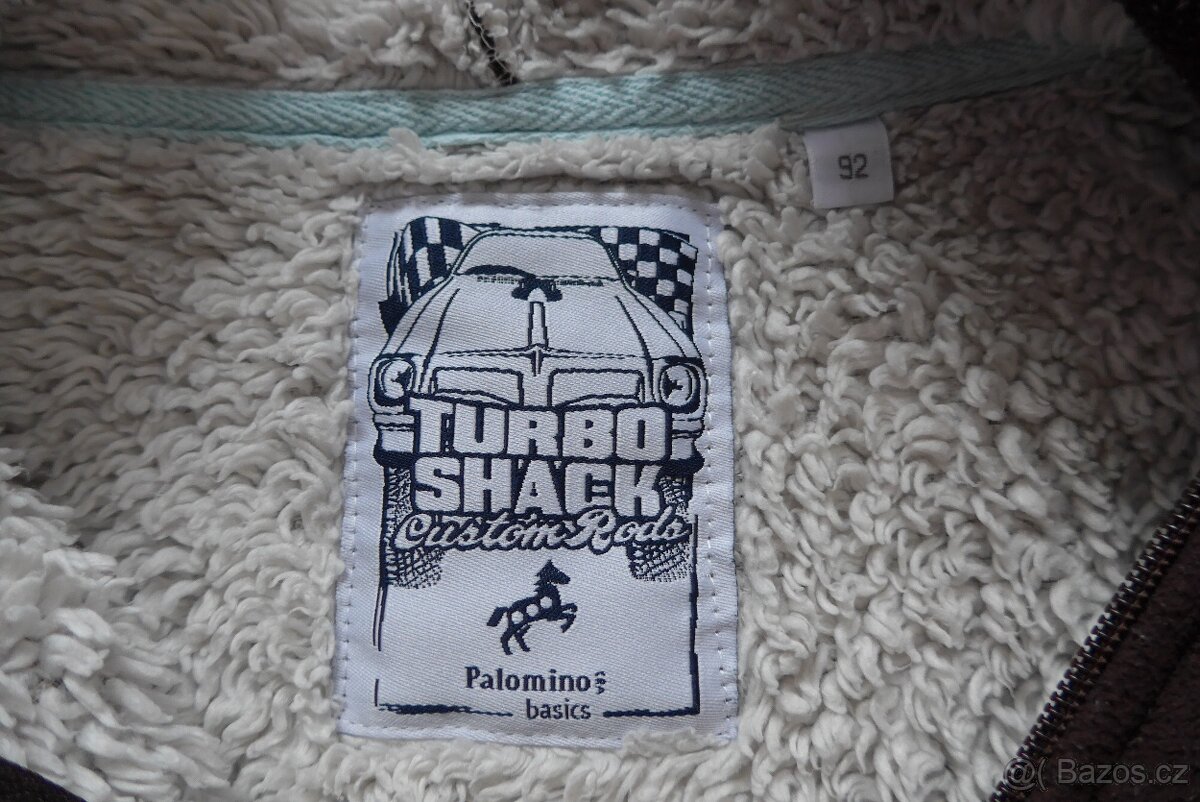 92
TURBO
SHACK
Custom Rods
Palomino
basics
@( Bazos.cz